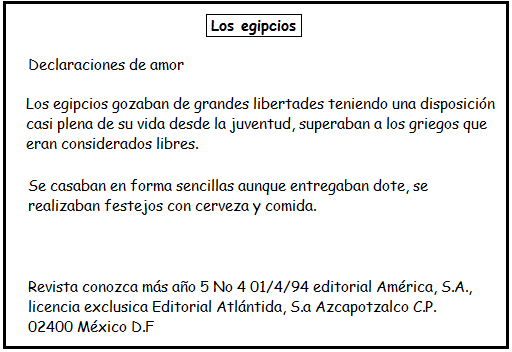 Los egipcios
Declaraciones de amor
Los egipcios gozaban de grandes libertades teniendo una disposición
casi plena de su vida desde la juventud, superaban a los griegos que
eran considerados libres.
Se casaban en forma sencillas aunque entregaban dote, se
realizaban festejos con cerveza y comida.
Revista conozca más año 5 No 4 01/4/94 editorial América, S.A.,
licencia exclusica Editorial Atlántida, S.a Azcapotzalco C.P.
02400 México D.F